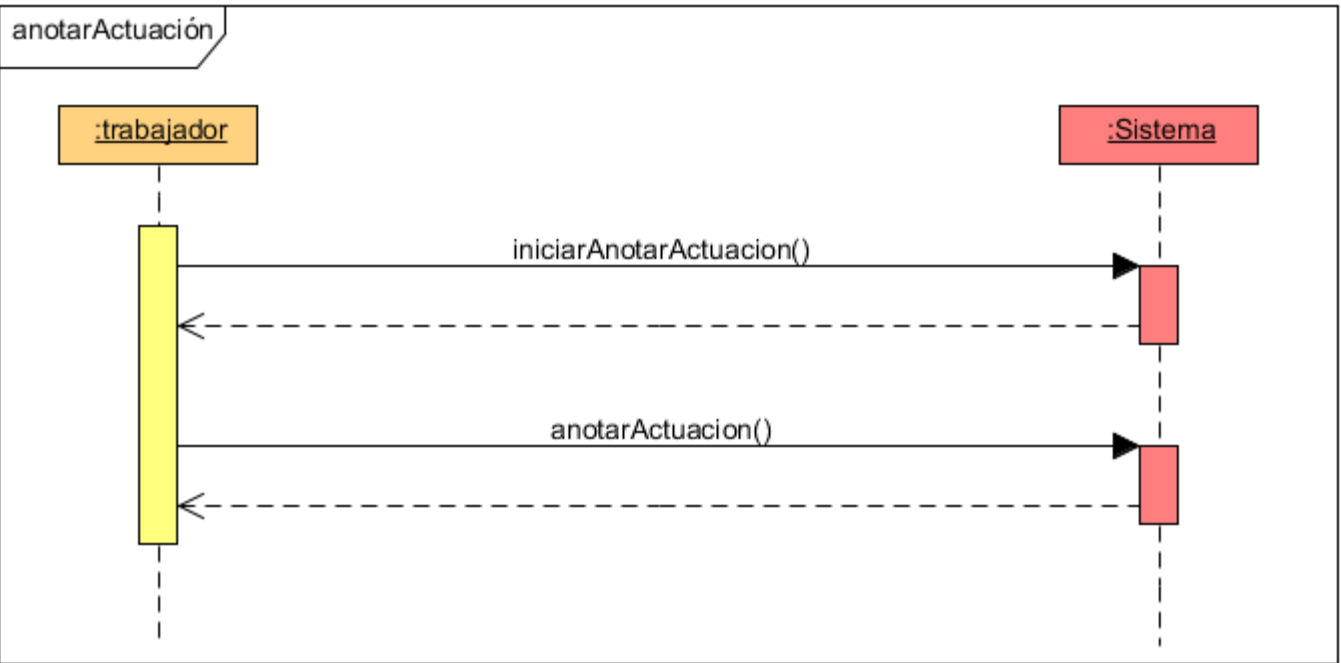 anotarActuación
:trabajador
:Sistema
iniciarAnotarActuacion()
anotarActuacion()